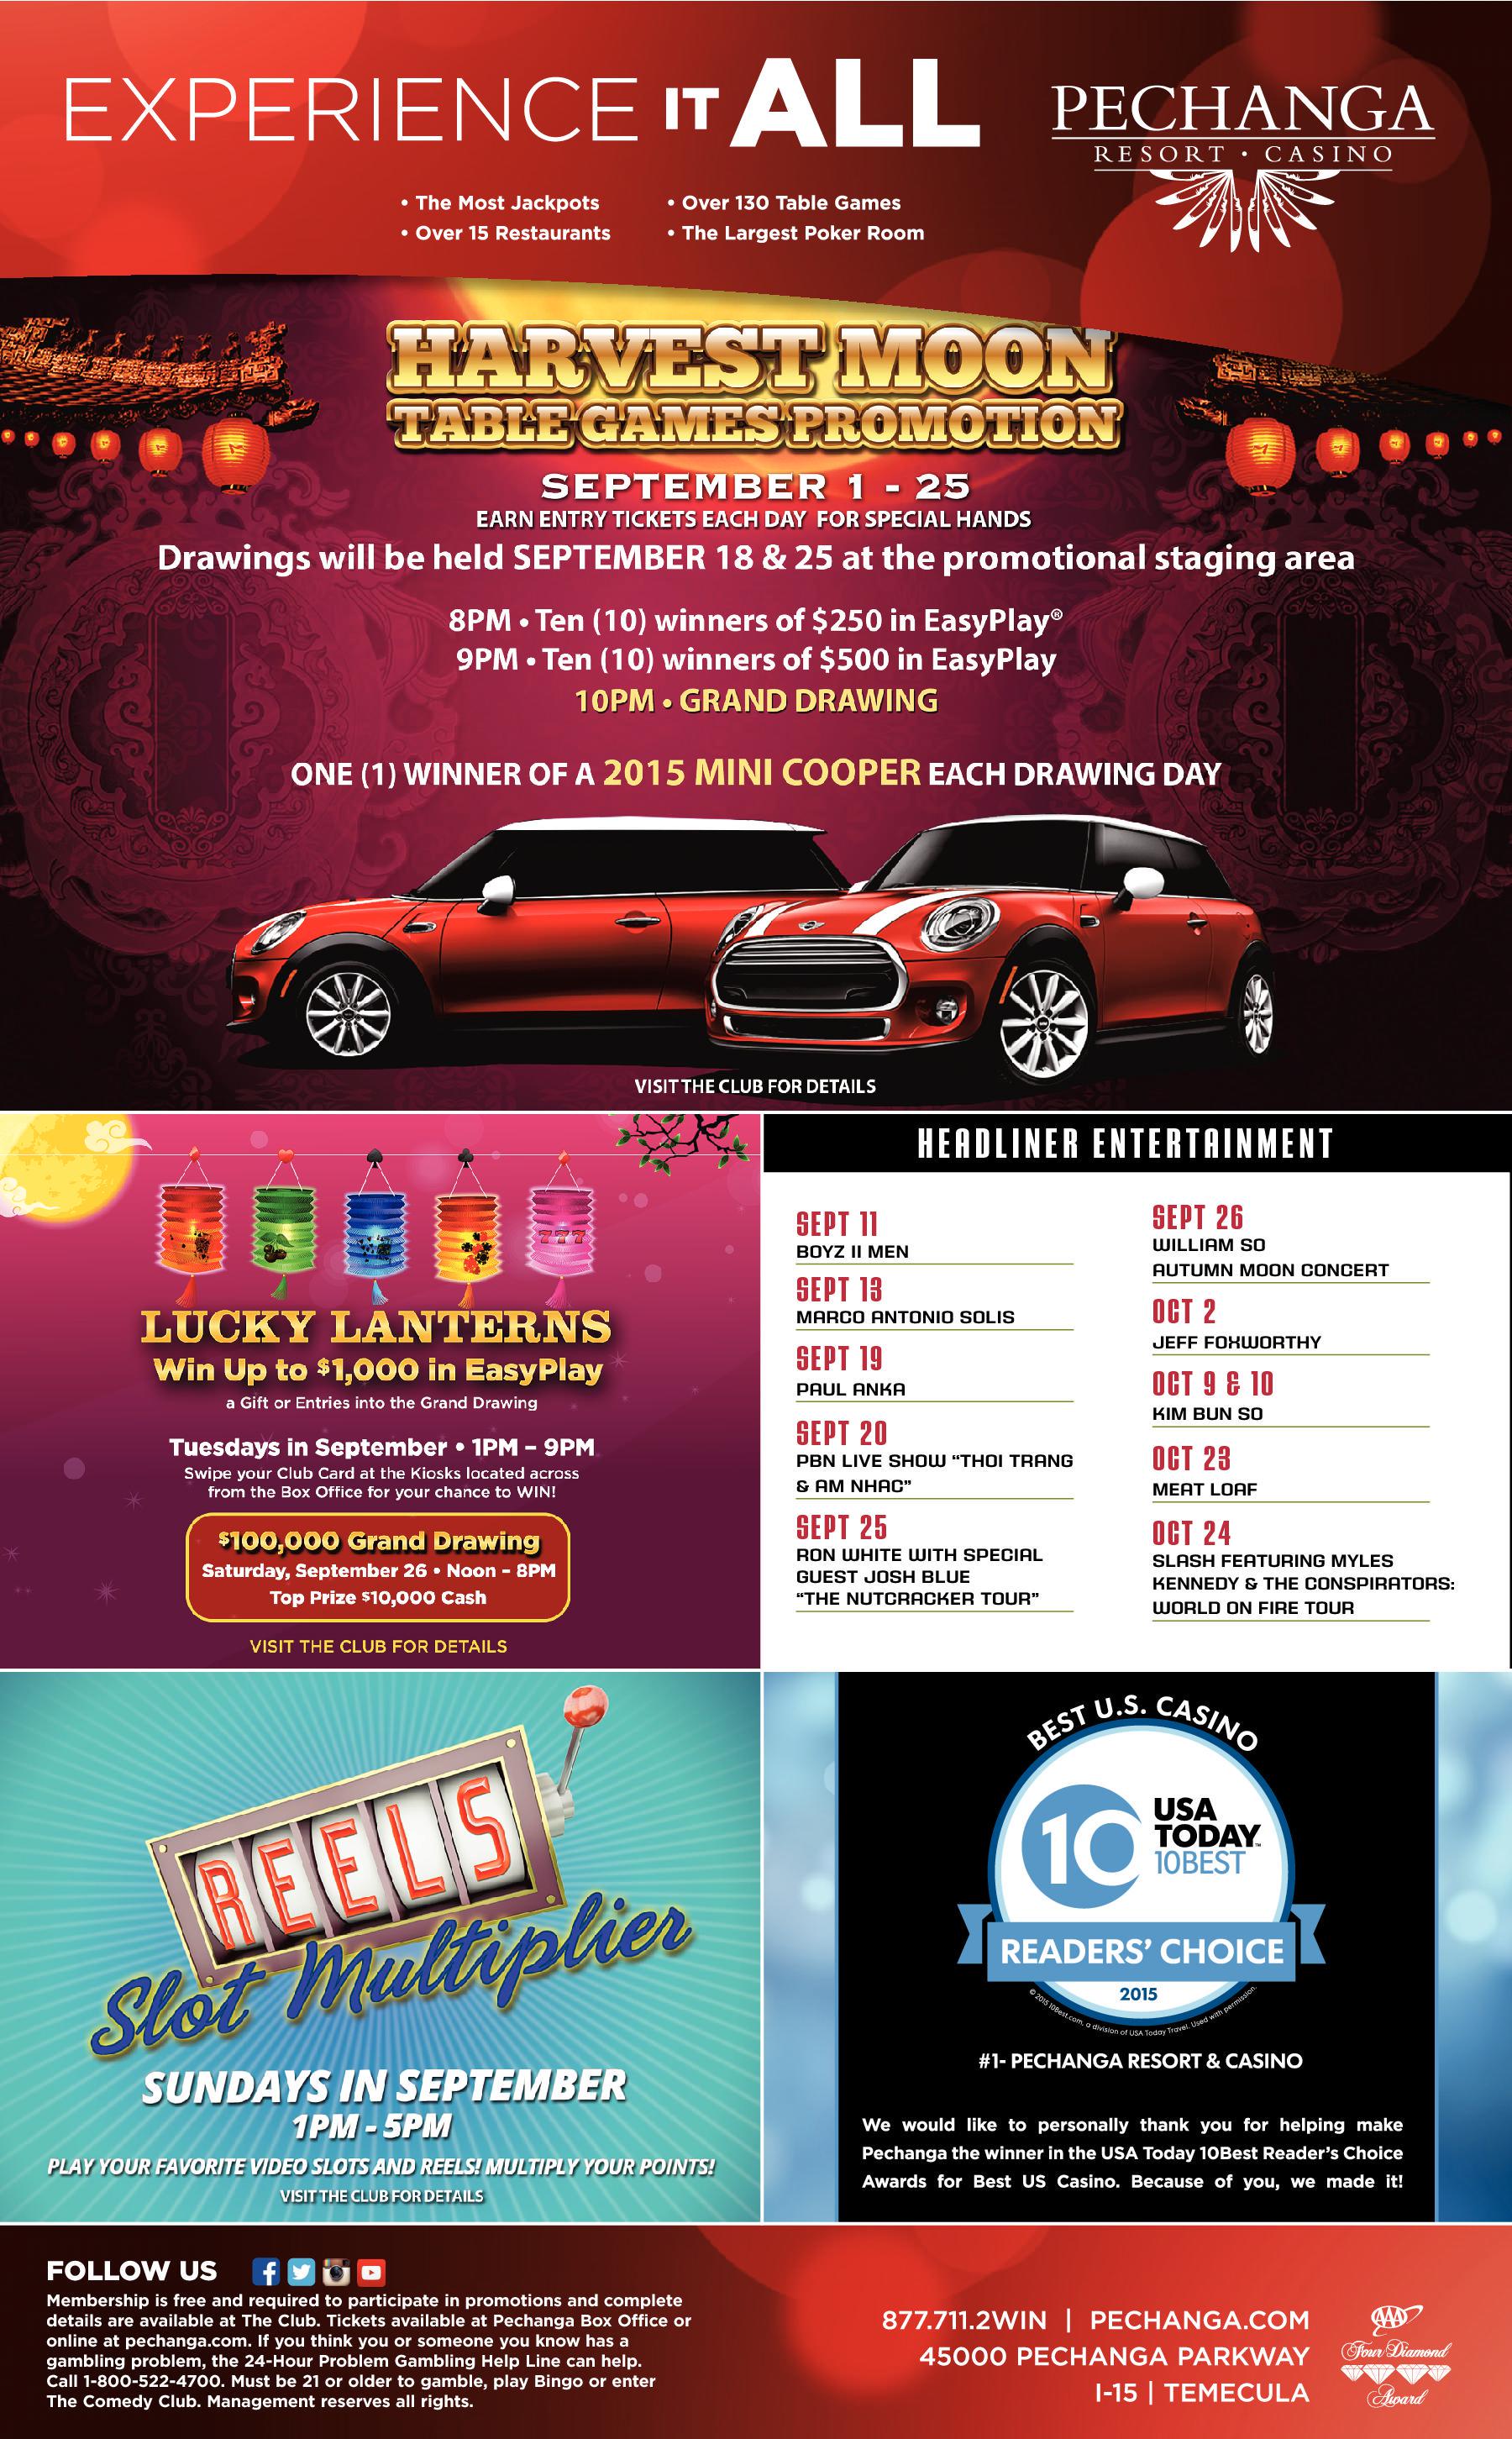 EXPERIENCE IT ALL
PECHANGA
RESORT • CASINO
• The Most Jackpots
• Over 15 Restaurants
• Over 130 Table Games
• The Largest Poker Room
HARVEST MOON
TABLE GAMES PROMOTION
SEPTEMBER 1 - 25
EARN ENTRY TICKETS EACH DAY FOR SPECIAL HANDS
Drawings will be held SEPTEMBER 18 & 25 at the promotional staging area
8PM • Ten (10) winners of $250 in EasyPlay®
9PM • Ten (10) winners of $500 in EasyPlay
10PM • GRAND DRAWING
ONE (1) WINNER OF A 2015 MINI COOPER EACH DRAWING DAY
VISIT THE CLUB FOR DETAILS
777
LUCKY LANTERNS
Win Up to $1,000 in EasyPlay
a Gift or Entries into the Grand Drawing
Tuesdays in September • 1PM – 9PM
Swipe your Club Card at the Kiosks located across
from the Box Office for your chance to WIN!
$100,000 Grand Drawing
Saturday, September 26 • Noon - 8PM
Top Prize $10,000 Cash
VISIT THE CLUB FOR DETAILS
HEADLINER ENTERTAINMENT
SEPT 11
BOYZ II MEN
SEPT 13
MARCO ANTONIO SOLIS
SEPT 19
PAUL ANKA
SEPT 20
PBN LIVE SHOW “THOI TRANG
& AM NHAC”
SEPT 25
RON WHITE WITH SPECIAL
GUEST JOSH BLUE
“THE NUTCRACKER TOUR”
SEPT 26
WILLIAM SO
AUTUMN MOON CONCERT
OCT 2
JEFF FOXWORTHY
OCT 9 & 10
KIM BUN SO
OCT 23
MEAT LOAF
OCT 24
SLASH FEATURING MYLES
KENNEDY & THE CONSPIRATORS:
WORLD ON FIRE TOUR
REELS
Slot Multiplier
SUNDAYS IN SEPTEMBER
1PM - 5PM
PLAY YOUR FAVORITE VIDEO SLOTS AND REELS! MULTIPLY YOUR POINTS!
VISIT THE CLUB FOR DETAILS
BEST U.S. CASINO
10
USA
TODAY™
10BEST
READERS’ CHOICE
2015
© 2015 10Best.com, a division of USA Today Travel. Used with permission.
#1- PECHANGA RESORT & CASINO
We would like to personally thank you for helping make
Pechanga the winner in the USA Today 10Best Reader’s Choice
Awards for Best US Casino. Because of you, we made it!
FOLLOW US
Membership is free and required to participate in promotions and complete
details are available at The Club. Tickets available at Pechanga Box Office or
online at pechanga.com. If you think you or someone you know has a
gambling problem, the 24-Hour Problem Gambling Help Line can help.
Call 1-800-522-4700. Must be 21 or older to gamble, play Bingo or enter
The Comedy Club. Management reserves all rights.
877.711.2WIN | PECHANGA.COM
45000 PECHANGA PARKWAY
I-15 | TEMECULA
AAA
Four Diamond
Award